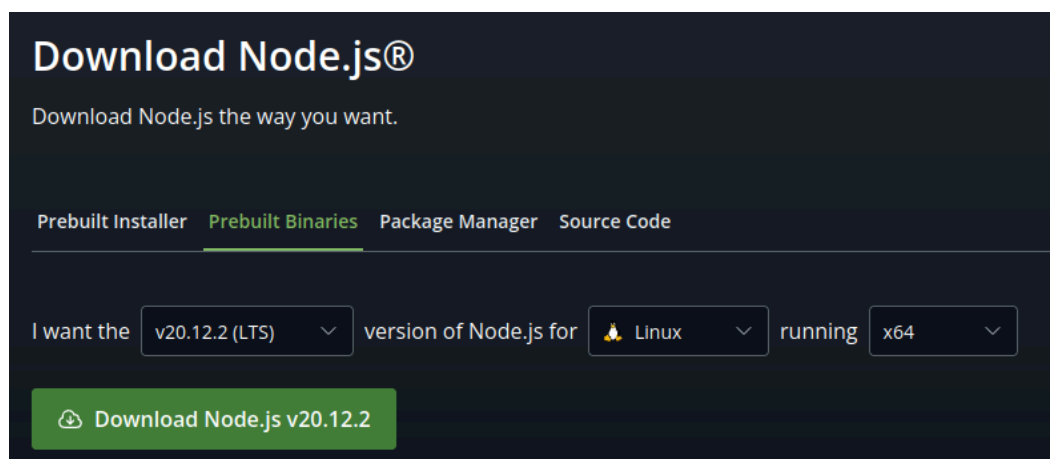 Download Node.js®
Download Node.js the way you want.
Prebuilt Installer Prebuilt Binaries Package Manager Source Code
I want the v20.12.2 (LTS) version of Node.js for Linux running x64
Download Node.js v20.12.2